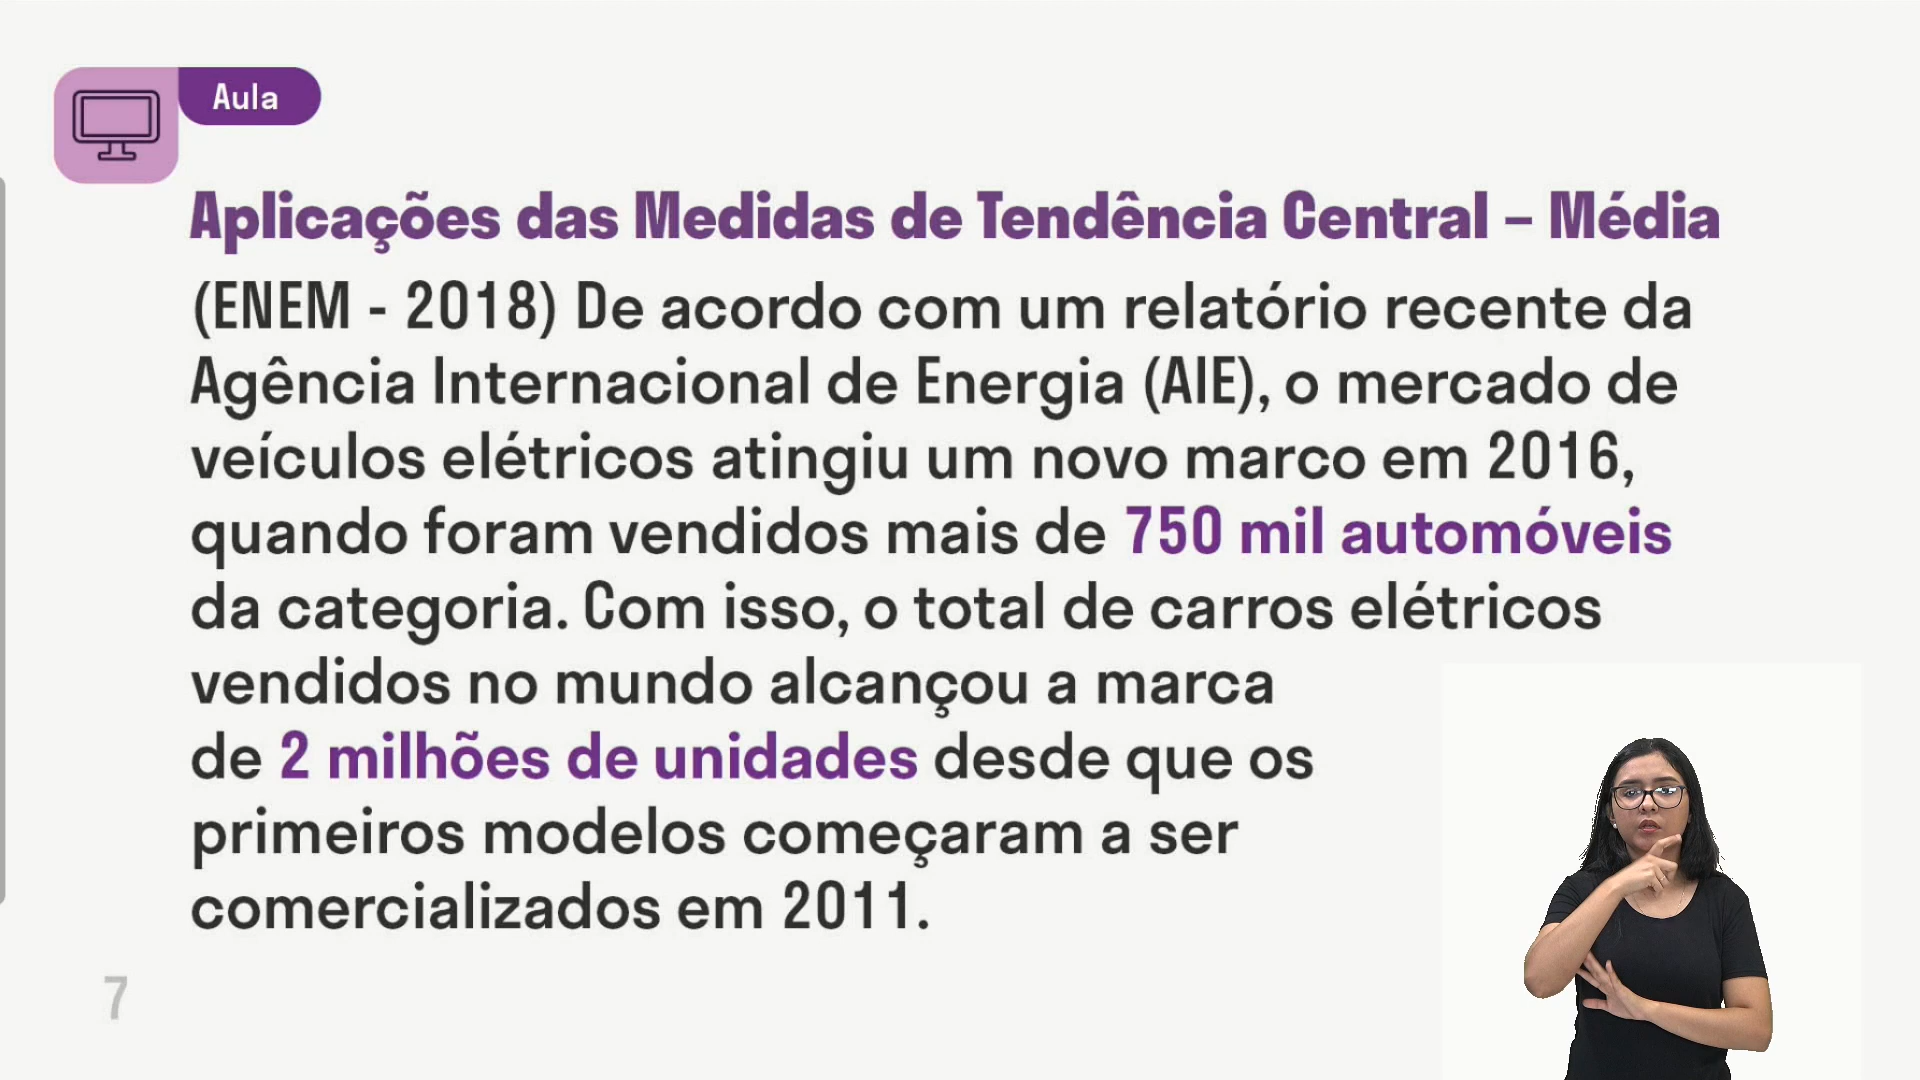 Aula
Aplicações das Medidas de Tendência Central – Média
(ENEM - 2018) De acordo com um relatório recente da
Agência Internacional de Energia (AIE), o mercado de
veículos elétricos atingiu um novo marco em 2016,
quando foram vendidos mais de 750 mil automóveis
da categoria. Com isso, o total de carros elétricos
vendidos no mundo alcançou a marca
de 2 milhões de unidades desde que os
primeiros modelos começaram a ser
comercializados em 2011.
7